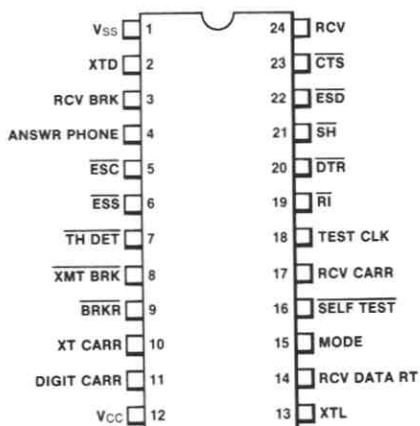 VSS 1
XTD 2
RCV BRK 3
ANSWR PHONE 4
ESC 5
ESS 6
TH DET 7
XMT BRK 8
BRKR 9
XT CARR 10
DIGIT CARR 11
VCC 12
24 RCV
23 CTS
22 ESD
21 SH
20 DTR
19 RI
18 TEST CLK
17 RCV CARR
16 SELF TEST
15 MODE
14 RCV DATA RT
13 XTL